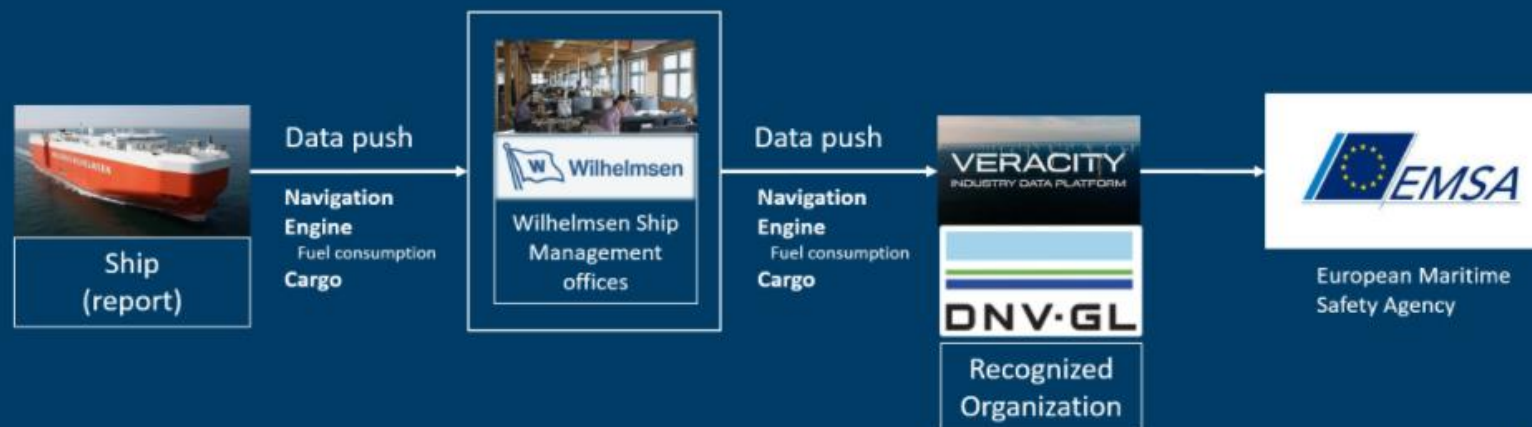 Ship
(report)
Data push
Navigation
Engine
Fuel consumption
Cargo
W Wilhelmsen
Wilhelmsen Ship
Management
offices
Data push
Navigation
Engine
Fuel consumption
Cargo
VERACITY
INDUSTRY DATA PLATFORM
DNV·GL
Recognized
Organization
EMSA
European Maritime
Safety Agency